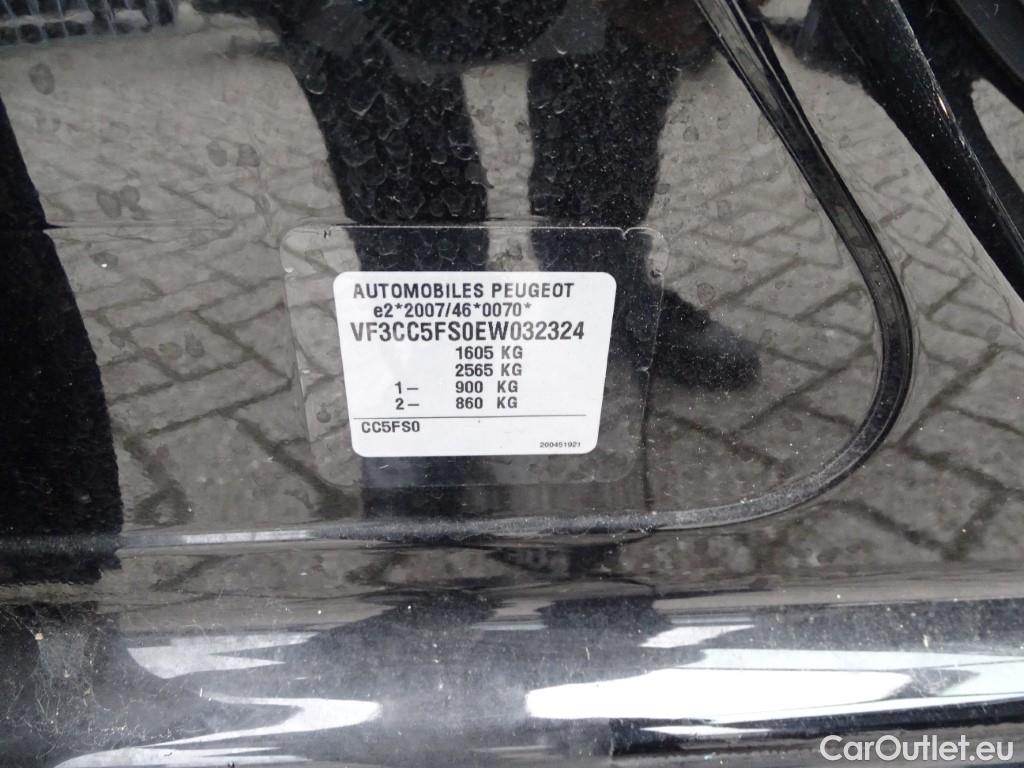 AUTOMOBILES PEUGEOT
e2*2007/46*0070*
VF3CC5FS0EW032324
1605 KG
2565 KG
1- 900 KG
2- 860 KG
CC5FS0
200451921
CarOutlet.eu